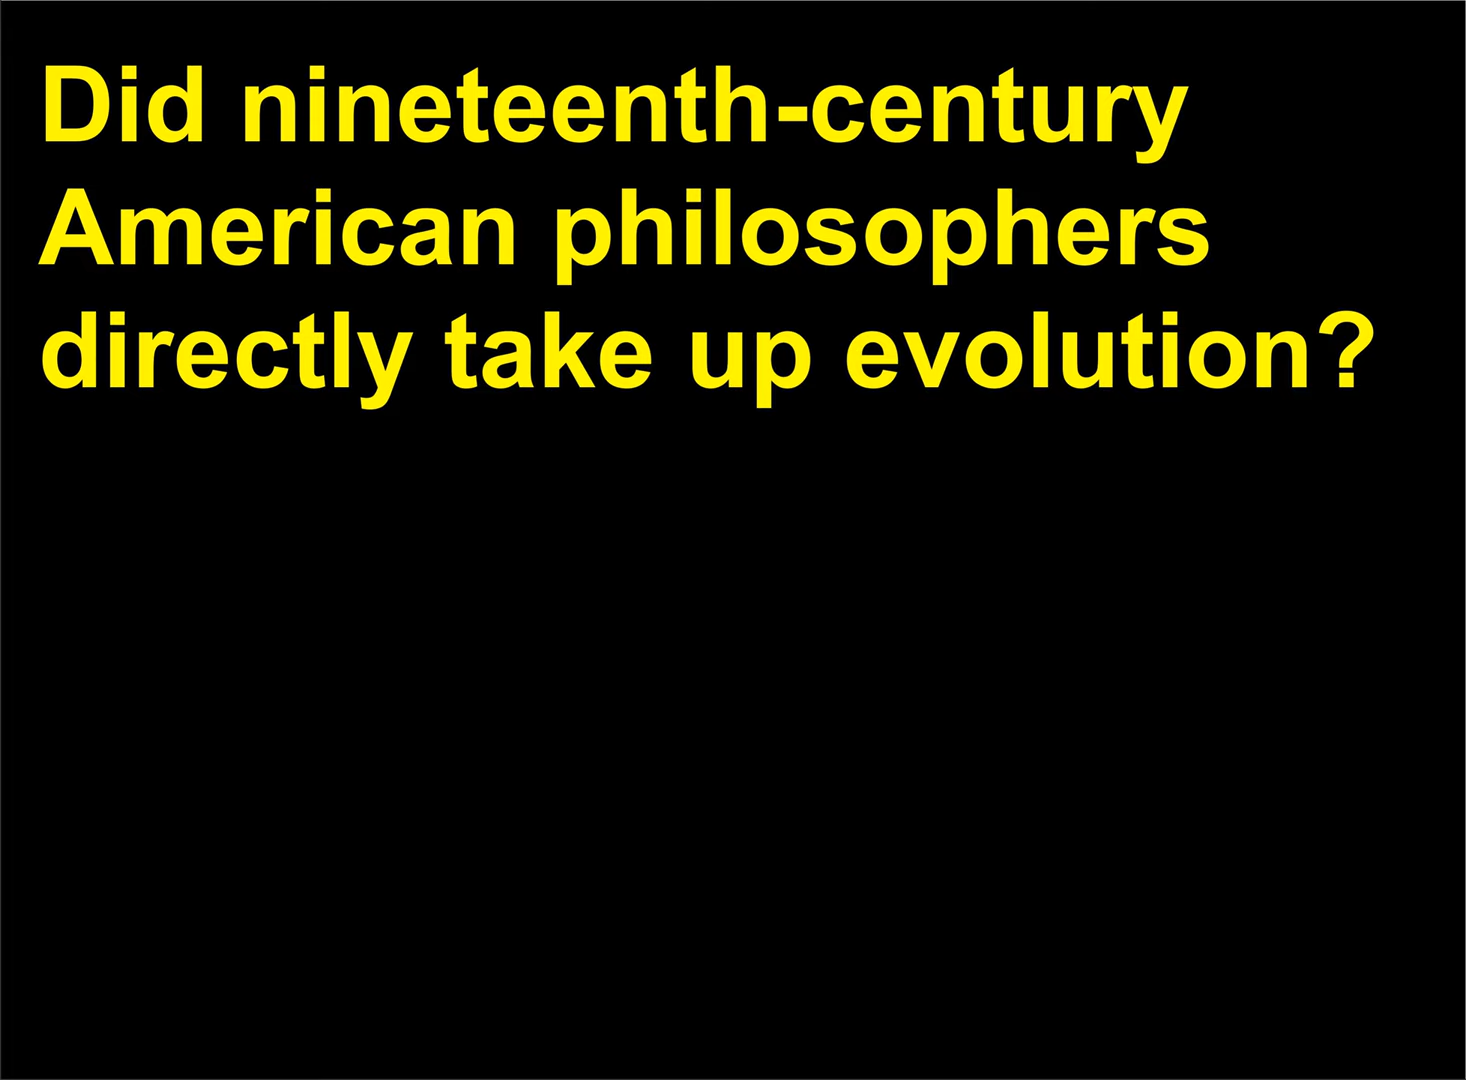 Did nineteenth-century
American philosophers
directly take up evolution?